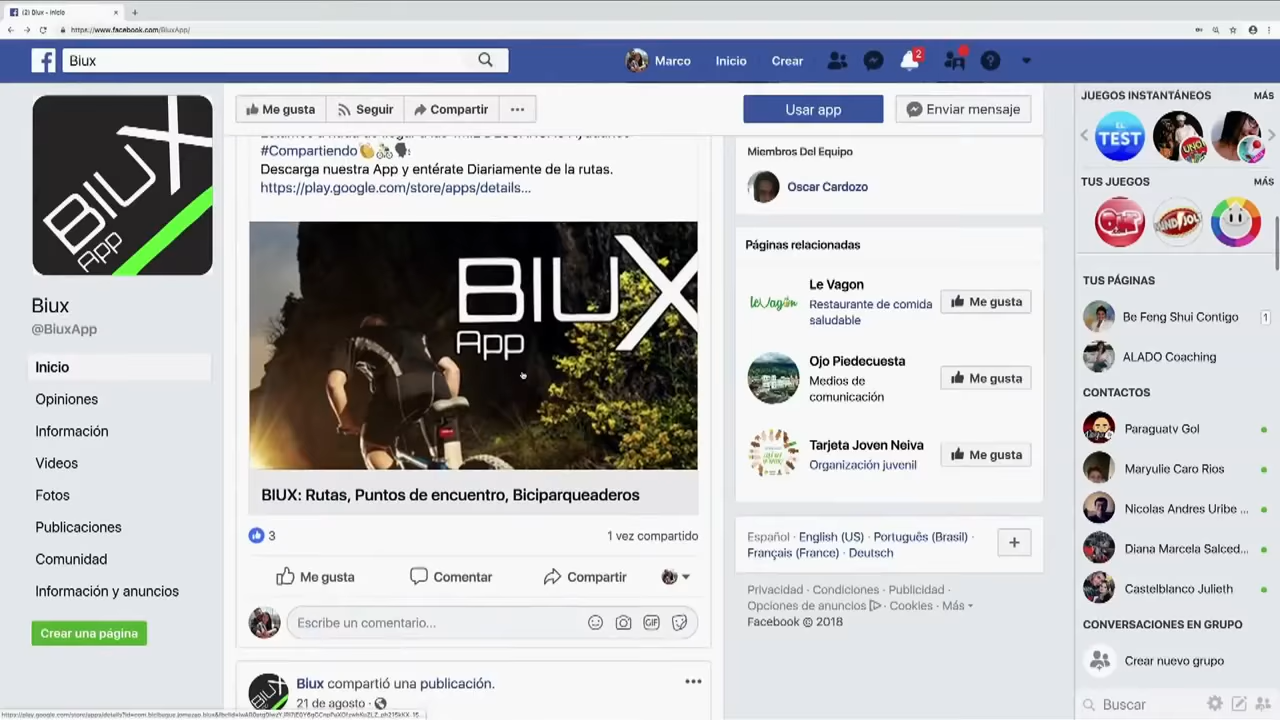 (2) Biux - Inicio
https://www.facebook.com/BiuxApp/
Biux
Marco
Inicio
Crear
2
BIUX
App
Biux
@BiuxApp
Inicio
Opiniones
Información
Videos
Fotos
Publicaciones
Comunidad
Información y anuncios
Crear una página
Me gusta
Seguir
Compartir
Usar app
Enviar mensaje
#Compartiendo
Descarga nuestra App y entérate Diariamente de la rutas.
https://play.google.com/store/apps/details...
BIUX
App
BIUX: Rutas, Puntos de encuentro, Biciparqueaderos
3
1 vez compartido
Me gusta
Comentar
Compartir
Escribe un comentario...
GIF
Biux compartió una publicación.
21 de agosto ·
Miembros Del Equipo
Oscar Cardozo
Páginas relacionadas
Le Vagon
Restaurante de comida
saludable
Me gusta
Ojo Piedecuesta
Medios de
comunicación
Me gusta
Tarjeta Joven Neiva
Organización juvenil
Me gusta
Español · English (US) · Português (Brasil) ·
Français (France) · Deutsch
Privacidad · Condiciones · Publicidad ·
Opciones de anuncios · Cookies · Más
Facebook © 2018
JUEGOS INSTANTÁNEOS
MÁS
EL
TEST
UNO
TUS JUEGOS
MÁS
TUS PÁGINAS
Be Feng Shui Contigo
1
ALADO Coaching
CONTACTOS
Paraguatv Gol
Maryulie Caro Rios
Nicolas Andres Uribe ...
Diana Marcela Salced...
Castelblanco Julieth
CONVERSACIONES EN GRUPO
Crear nuevo grupo
Buscar